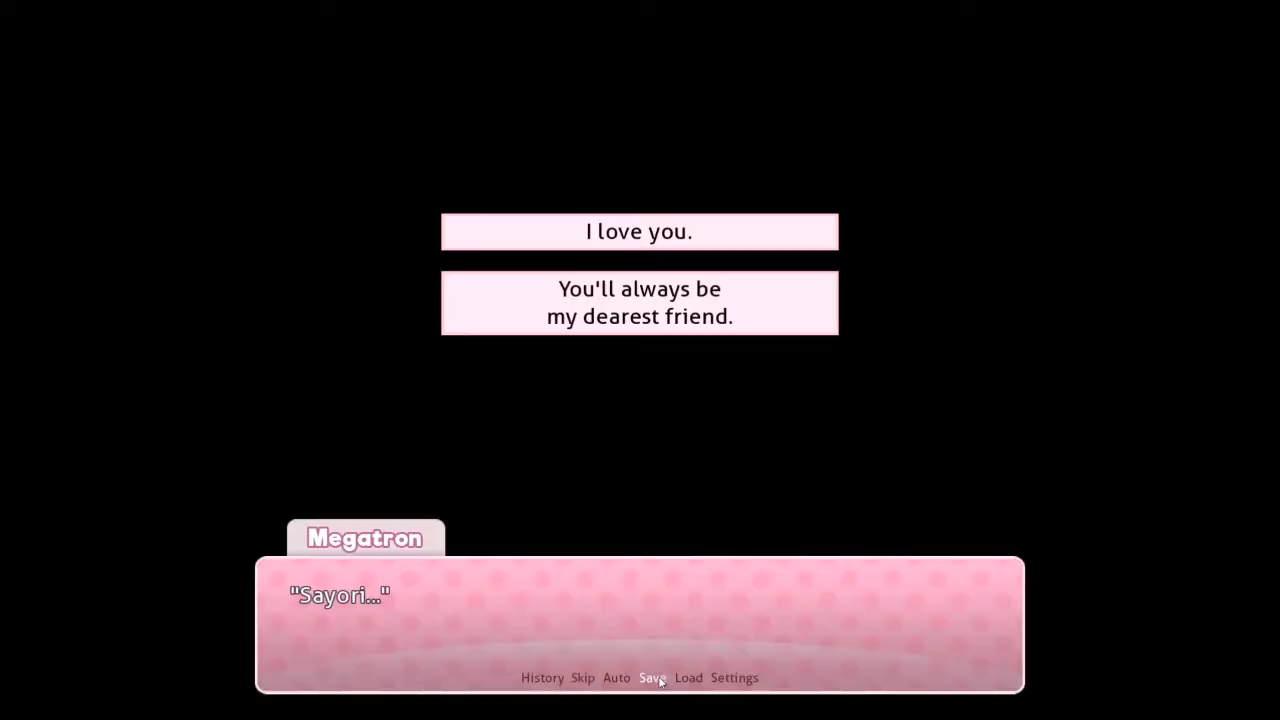 I love you.
You'll always be
my dearest friend.
Megatron
"Sayori..."
History Skip Auto Save Load Settings